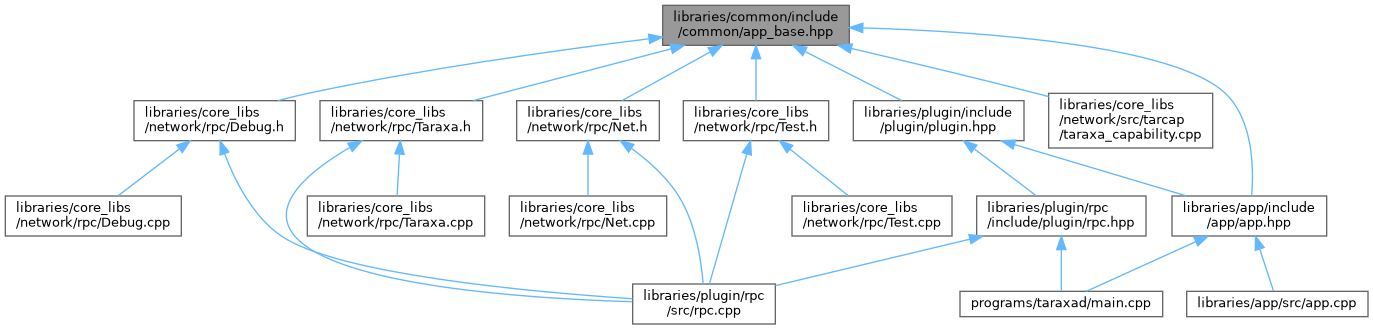 libraries/common/include
/common/app_base.hpp
libraries/core_libs
/network/rpc/Debug.h
libraries/core_libs
/network/rpc/Taraxa.h
libraries/core_libs
/network/rpc/Net.h
libraries/core_libs
/network/rpc/Test.h
libraries/plugin/include
/plugin/plugin.hpp
libraries/core_libs
/network/src/tarcap
/taraxa_capability.cpp
libraries/core_libs
/network/rpc/Debug.cpp
libraries/core_libs
/network/rpc/Taraxa.cpp
libraries/core_libs
/network/rpc/Net.cpp
libraries/core_libs
/network/rpc/Test.cpp
libraries/plugin/rpc
/include/plugin/rpc.hpp
libraries/app/include
/app/app.hpp
libraries/plugin/rpc
/src/rpc.cpp
programs/taraxad/main.cpp
libraries/app/src/app.cpp